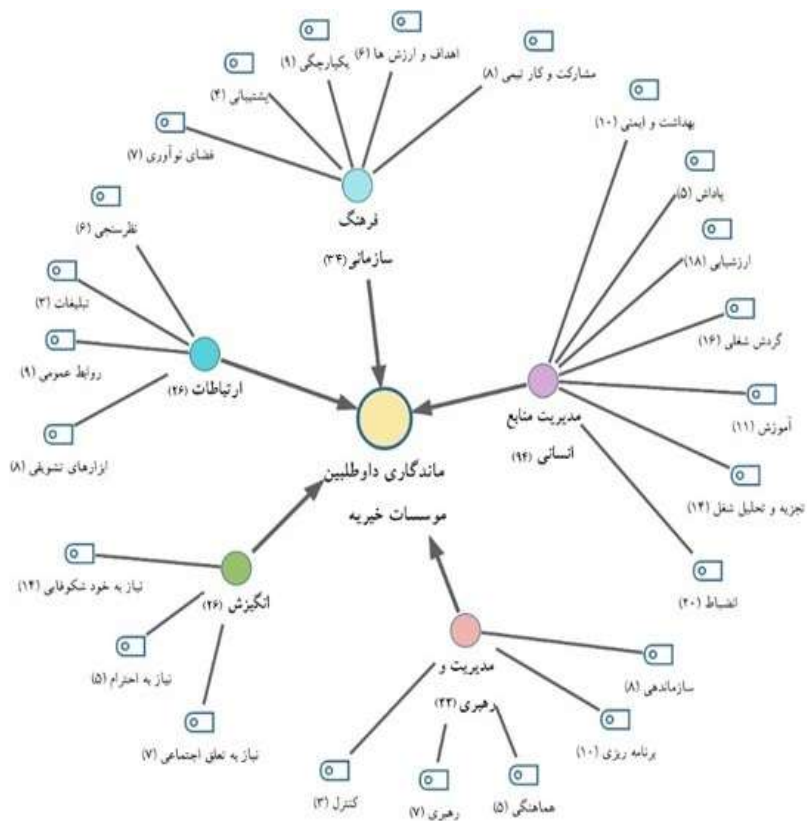 یکپارچگی (۹)
اهداف و ارزش ها (۶)
مشارکت و کار تیمی (۸)
پشتیبانی (۴)
فضای نوآوری (۷)
فرهنگ
سازمانی (۳۴)
بهداشت و ایمنی (۱۰)
پاداش (۵)
ارزشیابی (۱۸)
گردش شغلی (۱۶)
آموزش (۱۱)
تجزیه و تحلیل شغل (۱۴)
انضباط (۲۰)
مدیریت منابع
انسانی (۹۴)
نظرسنجی (۶)
تبلیغات (۳)
روابط عمومی (۹)
ابزارهای تشویقی (۸)
ارتباطات (۲۶)
ماندگاری داوطلبین
موسسات خیریه
نیاز به خود شکوفایی (۱۴)
نیاز به احترام (۵)
نیاز به تعلق اجتماعی (۷)
انگیزش (۲۶)
مدیریت و
رهبری (۳۳)
سازماندهی (۸)
برنامه ریزی (۱۰)
هماهنگی (۵)
رهبری (۷)
کنترل (۳)